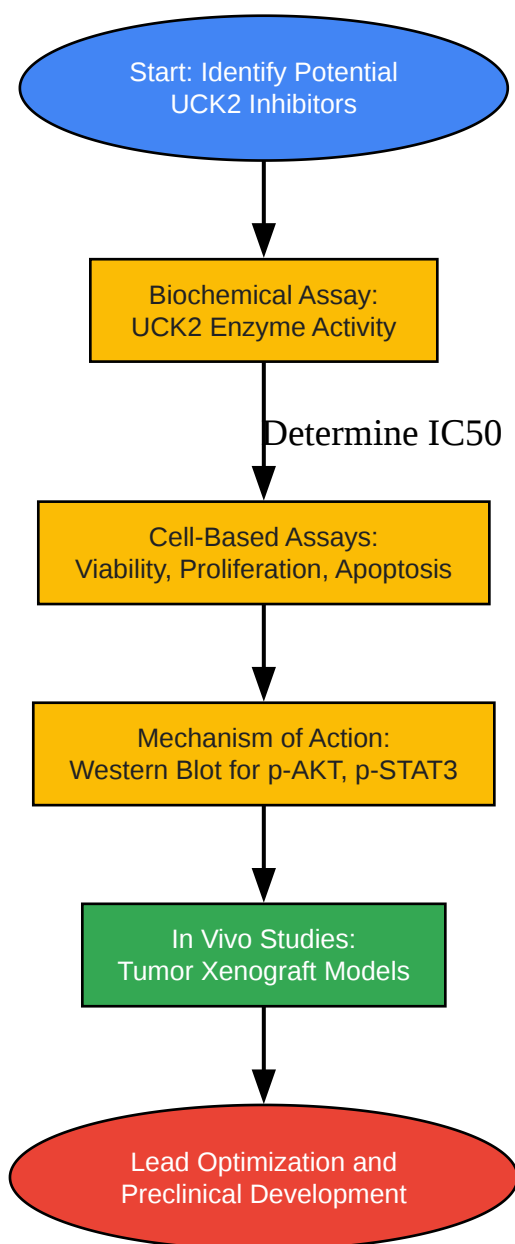 Start: Identify Potential
UCK2 Inhibitors
Biochemical Assay:
UCK2 Enzyme Activity
Determine IC50
Cell-Based Assays:
Viability, Proliferation, Apoptosis
Mechanism of Action:
Western Blot for p-AKT, p-STAT3
In Vivo Studies:
Tumor Xenograft Models
Lead Optimization and
Preclinical Development